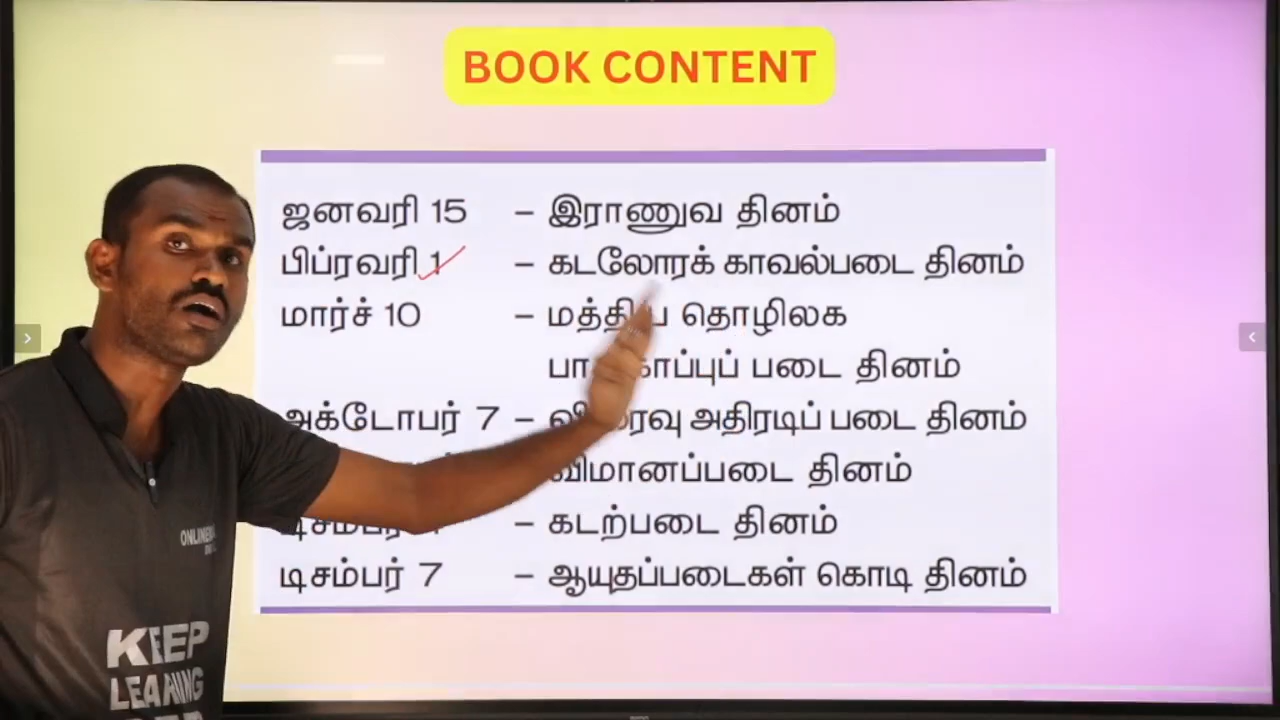 BOOK CONTENT
ஜனவரி 15 – இராணுவ தினம்
பிப்ரவரி 1 – கடலோரக் காவல்படை தினம்
மார்ச் 10 – மத்திய தொழிலக
பாதுகாப்புப் படை தினம்
அக்டோபர் 7 – விரைவு அதிரடிப் படை தினம்
விமானப்படை தினம்
– கடற்படை தினம்
டிசம்பர் 7 – ஆயுதப்படைகள் கொடி தினம்
KEEP
LEARNING